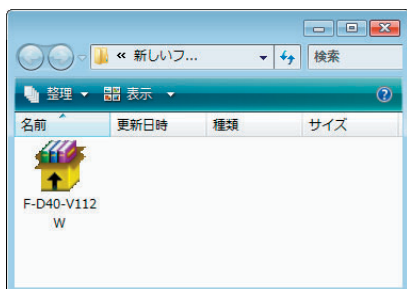 « 新しいフ...
検索
整理 表示
名前 更新日時 種類 サイズ
F-D40-V112
W